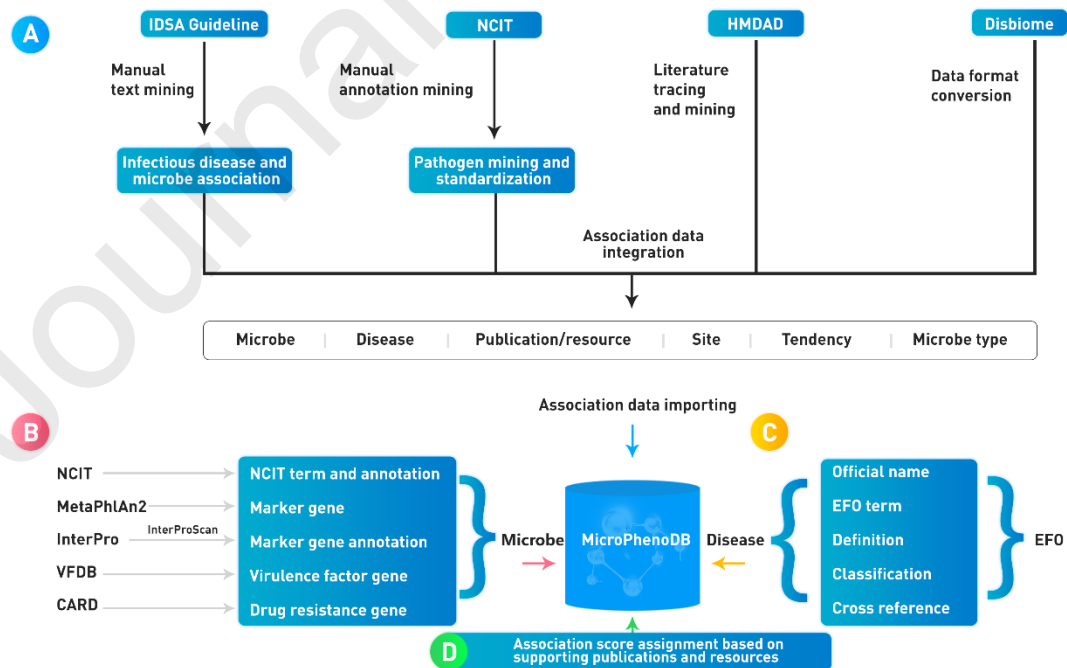 A
IDSA Guideline
NCIT
HMDAD
Disbiome
Manual
text mining
Manual
annotation mining
Literature
tracing
and mining
Data format
conversion
Infectious disease and
microbe association
Pathogen mining and
standardization
Association data
integration
Microbe | Disease | Publication/resource | Site | Tendency | Microbe type
Association data importing
B
C
NCIT
NCIT term and annotation
MetaPhlAn2
Marker gene
InterPro
InterProScan
Marker gene annotation
VFDB
Virulence factor gene
CARD
Drug resistance gene
Microbe
MicroPhenoDB
Disease
Official name
EFO term
Definition
Classification
Cross reference
EFO
D
Association score assignment based on
supporting publications and resources
Journal